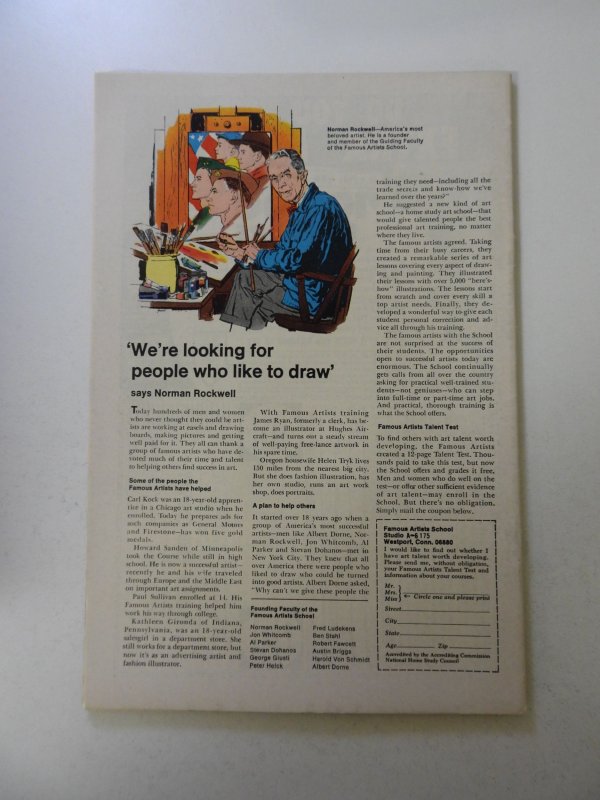 Norman Rockwell—America's most
beloved artist. He is a founder
and member of the Guiding Faculty
of the Famous Artists School.
'We're looking for
people who like to draw'
says Norman Rockwell
Today hundreds of men and women
who never thought they could be art-
ists are working at easels and drawing
boards, making pictures and getting
well paid for it. They all can thank a
group of famous artists who have de-
voted much of their time and talent
to helping others find success in art.
Some of the people the
Famous Artists have helped
Carl Kock was an 18-year-old appren-
tice in a Chicago art studio when he
enrolled. Today he prepares ads for
such companies as General Motors
and Firestone—has won five gold
medals.
Howard Sanden of Minneapolis
took the Course while still in high
school. He is now a successful artist—
recently he and his wife traveled
through Europe and the Middle East
on important art assignments.
Paul Sullivan enrolled at 14. His
Famous Artists training helped him
work his way through college.
Kathleen Gironda of Indiana,
Pennsylvania, was an 18-year-old
salesgirl in a department store. She
still works for a department store, but
now it's as an advertising artist and
fashion illustrator.
With Famous Artists training
James Ryan, formerly a clerk, has be-
come an illustrator at Hughes Air-
craft—and turns out a steady stream
of well-paying free-lance artwork in
his spare time.
Oregon housewife Helen Tryk lives
150 miles from the nearest big city.
But she does fashion illustration, has
her own studio, runs an art work
shop, does portraits.
A plan to help others
It started over 18 years ago when a
group of America's most successful
artists—men like Albert Dorne, Nor-
man Rockwell, Jon Whitcomb, Al
Parker and Stevan Dohanos—met in
New York City. They knew that all
over America there were people who
liked to draw who could be turned
into good artists. Albert Dorne asked,
"Why can't we give these people the
Founding Faculty of the
Famous Artists School
Norman Rockwell
Jon Whitcomb
Al Parker
Stevan Dohanos
George Giusti
Peter Helck
Fred Ludekens
Ben Stahl
Robert Fawcett
Austin Briggs
Harold Von Schmidt
Albert Dorne
training they need—including all the
trade secrets and know-how we've
learned over the years?"
He suggested a new kind of art
school—a home study art school—that
would give talented people the best
professional art training, no matter
where they live.
The famous artists agreed. Taking
time from their busy careers, they
created a remarkable series of art
lessons covering every aspect of draw-
ing and painting. They illustrated
their lessons with over 5,000 "here's-
how" illustrations. The lessons start
from scratch and cover every skill a
top artist needs. Finally, they de-
veloped a wonderful way to give each
student personal correction and ad-
vice all through his training.
The famous artists with the School
are not surprised at the success of
their students. The opportunities
open to successful artists today are
enormous. The School continually
gets calls from all over the country
asking for practical well-trained stu-
dents—not geniuses—who can step
into full-time or part-time art jobs.
And practical, thorough training is
what the School offers.
Famous Artists Talent Test
To find others with art talent worth
developing, the Famous Artists
created a 12-page Talent Test. Thou-
sands paid to take this test, but now
the School offers and grades it free.
Men and women who do well on the
test—or offer other sufficient evidence
of art talent—may enroll in the
School. But there's no obligation.
Simply mail the coupon below.
Famous Artists School
Studio A-6175
Westport, Conn. 06880
I would like to find out whether I
have art talent worth developing.
Please send me, without obligation,
your Famous Artists Talent Test and
information about your courses.
Mr.
Mrs.
Miss
Circle one and please print
Street
City
State
Age Zip
Accredited by the Accrediting Commission
National Home Study Council